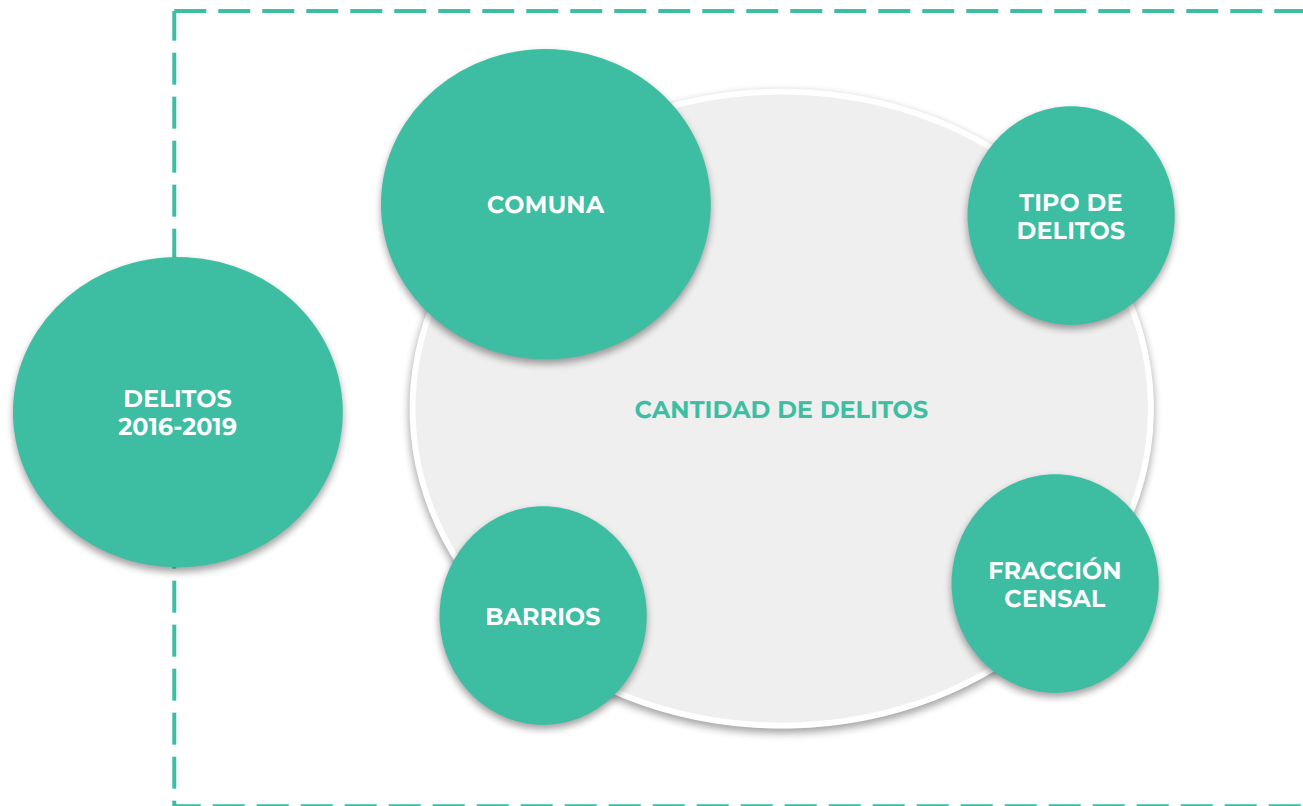 COMUNA
TIPO DE
DELITOS
DELITOS
2016-2019
CANTIDAD DE DELITOS
BARRIOS
FRACCIÓN
CENSAL